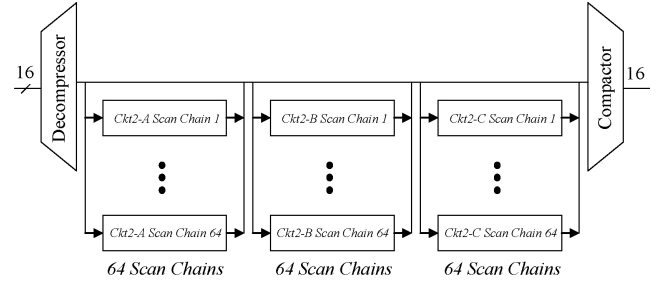 16
Decompressor
Compactor
16
Ckt2-A Scan Chain 1
Ckt2-B Scan Chain 1
Ckt2-C Scan Chain 1
Ckt2-A Scan Chain 64
Ckt2-B Scan Chain 64
Ckt2-C Scan Chain 64
64 Scan Chains
64 Scan Chains
64 Scan Chains